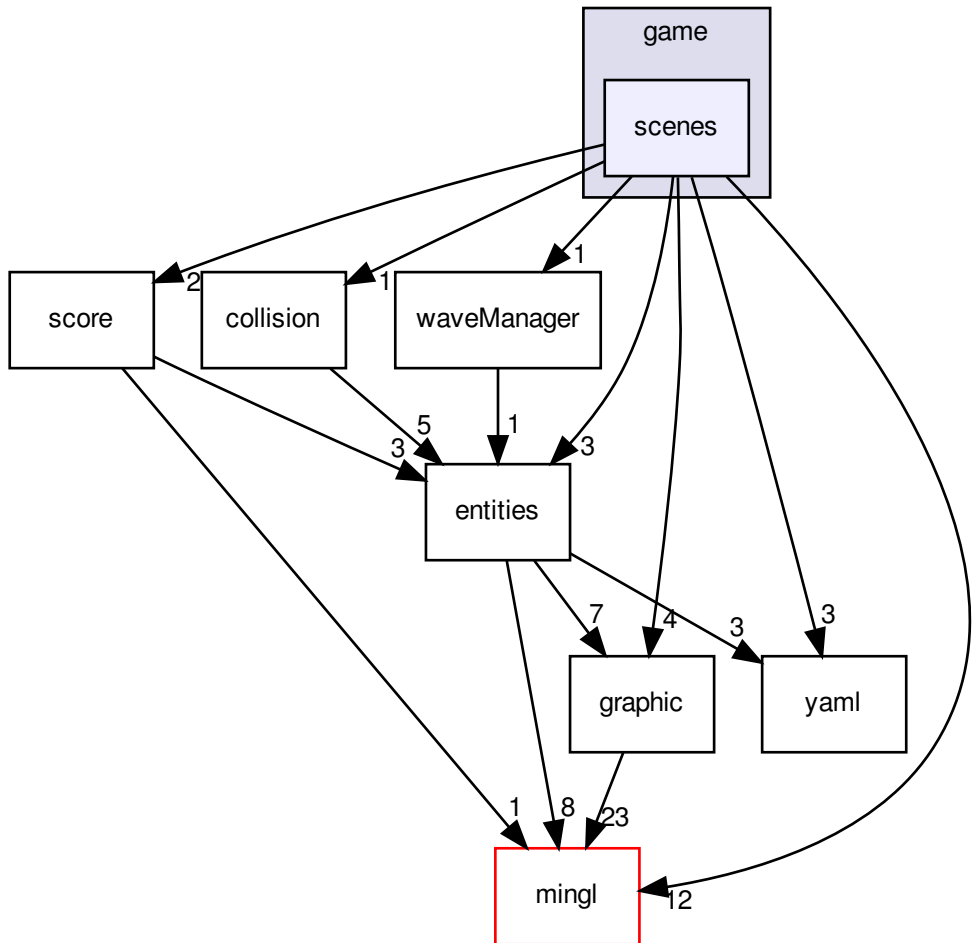 game
scenes
1
2
1
score
collision
waveManager
5
1
3
3
entities
7
4
3
3
graphic
yaml
1
8
23
mingl
12